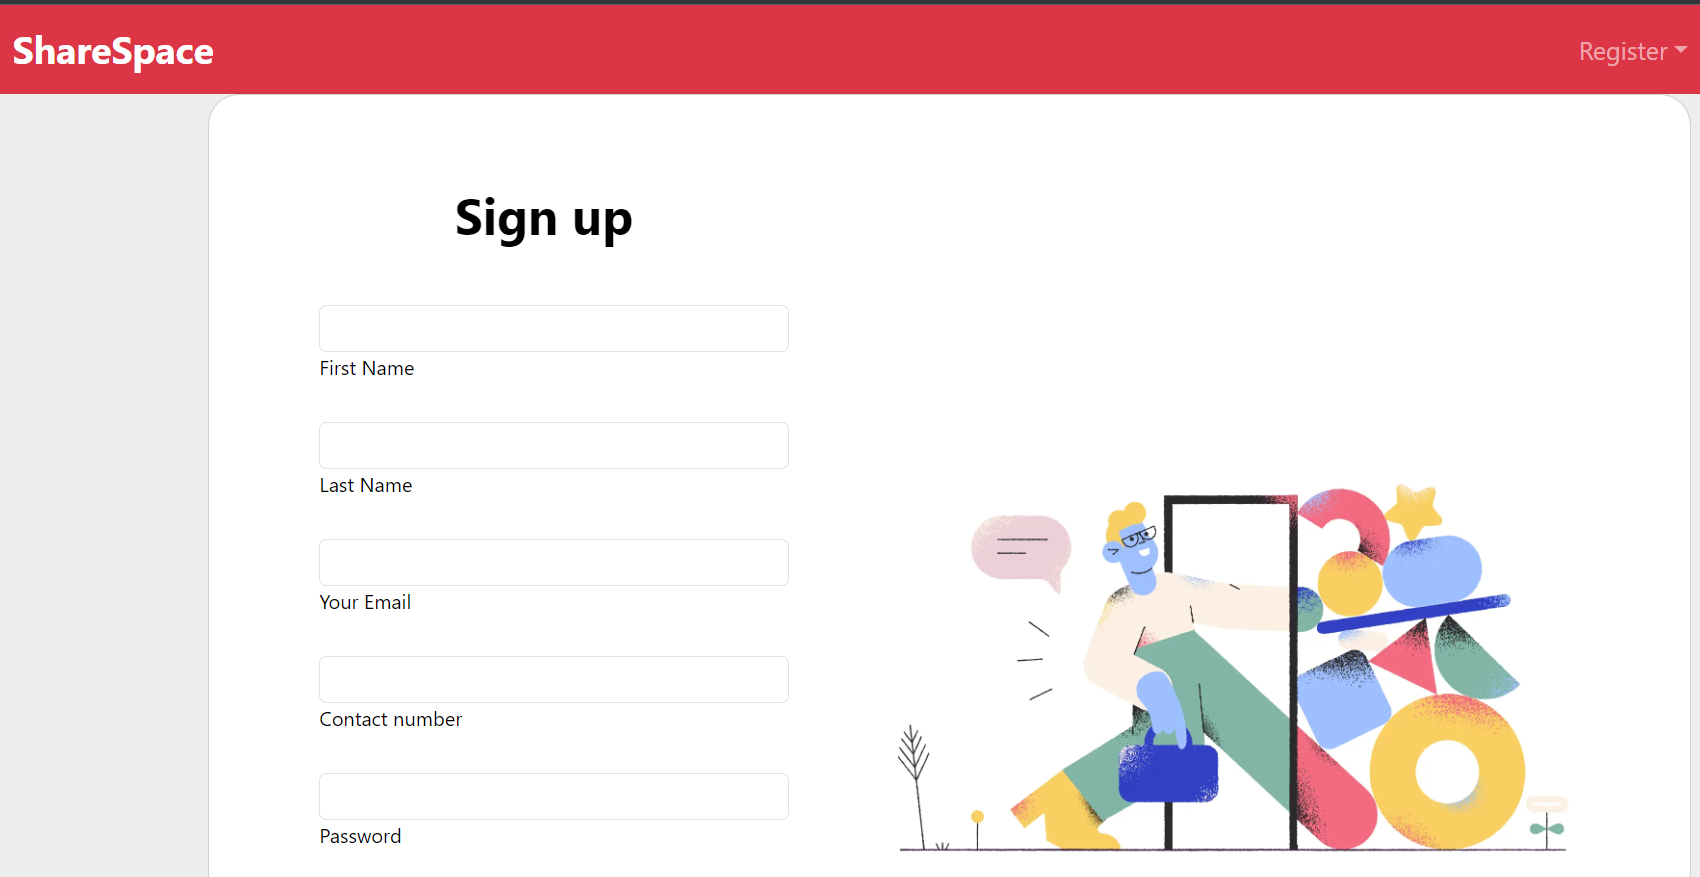 ShareSpace
Register
Sign up
First Name
Last Name
Your Email
Contact number
Password